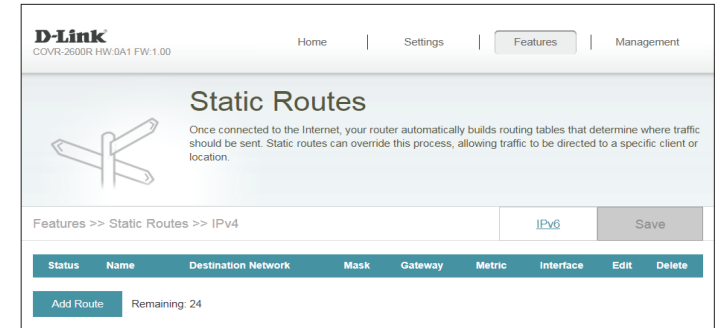 D-Link
COVR-2600R HW:0A1 FW:1.00
Home | Settings | Features | Management
Static Routes
Once connected to the Internet, your router automatically builds routing tables that determine where traffic
should be sent. Static routes can override this process, allowing traffic to be directed to a specific client or
location.
Features >> Static Routes >> IPv4
IPv6
Save
Status Name Destination Network Mask Gateway Metric Interface Edit Delete
Add Route Remaining: 24